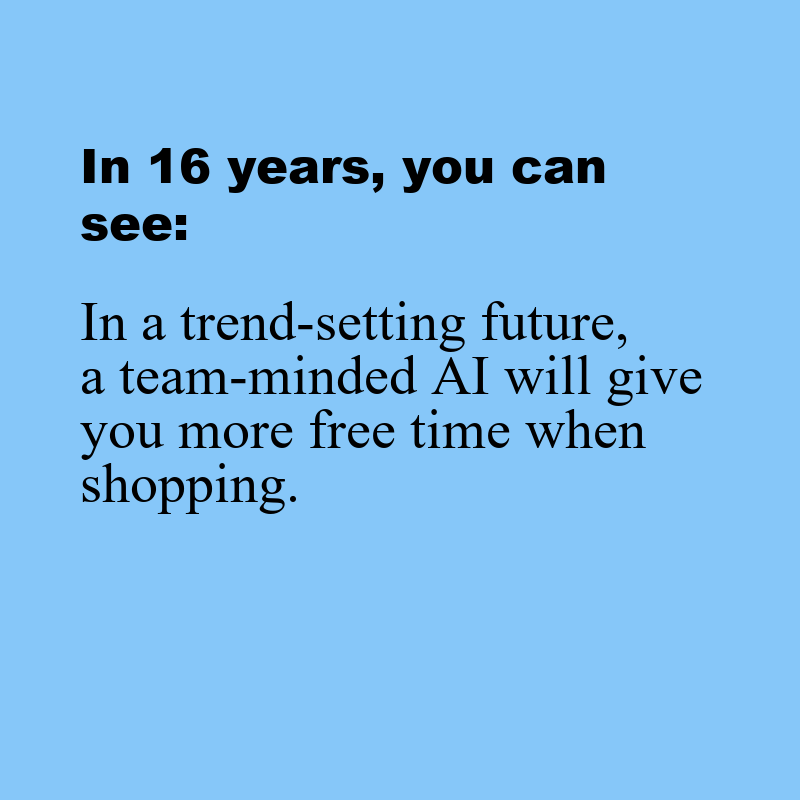 In 16 years, you can
see:
In a trend-setting future,
a team-minded AI will give
you more free time when
shopping.